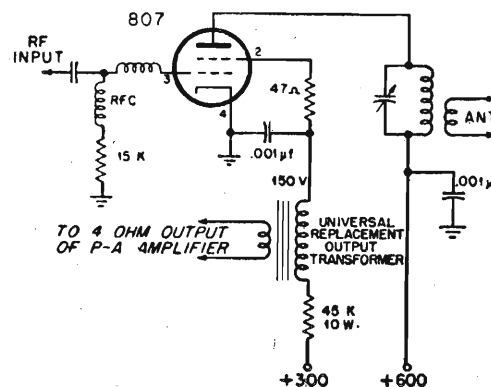 807
RF
INPUT
2
3
4
47Ω
RFC
ANT
.001µf
.001µ
15 K
150V
TO 4 OHM OUTPUT
OF P-A AMPLIFIER
UNIVERSAL
REPLACEMENT
OUTPUT
TRANSFORMER
45 K
10 W.
+300
+600